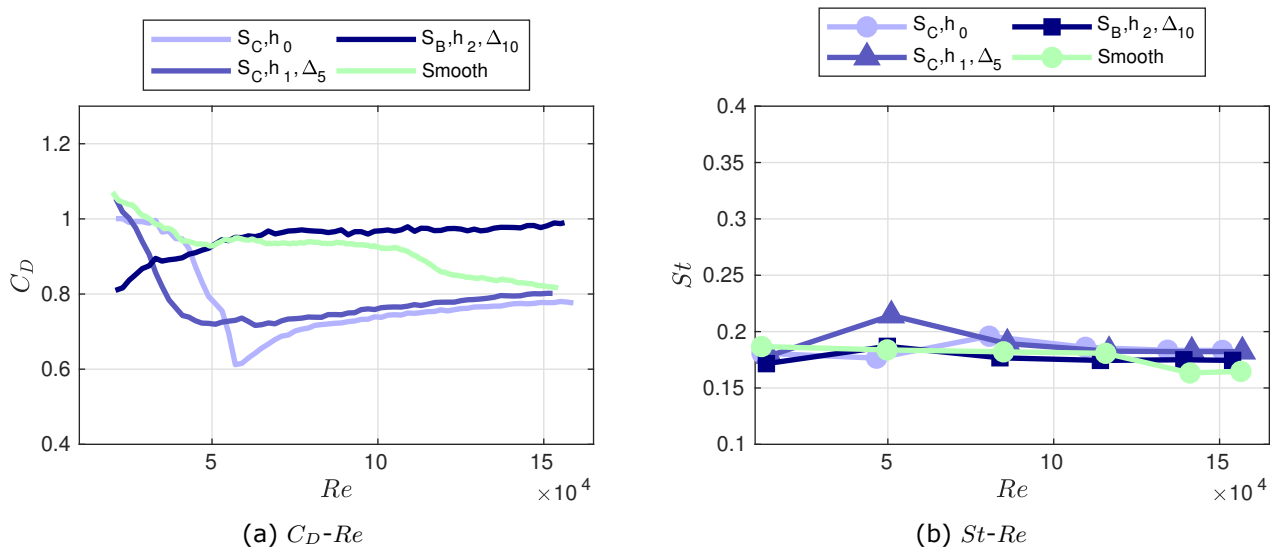 S_C,h_0
S_C,h_1,Δ_5
S_B,h_2,Δ_10
Smooth
1.2
1
0.8
0.6
0.4
C_D
5
10
15
×10^4
Re
(a) C_D-Re
S_C,h_0
S_C,h_1,Δ_5
S_B,h_2,Δ_10
Smooth
0.4
0.35
0.3
0.25
0.2
0.15
0.1
St
5
10
15
×10^4
Re
(b) St-Re